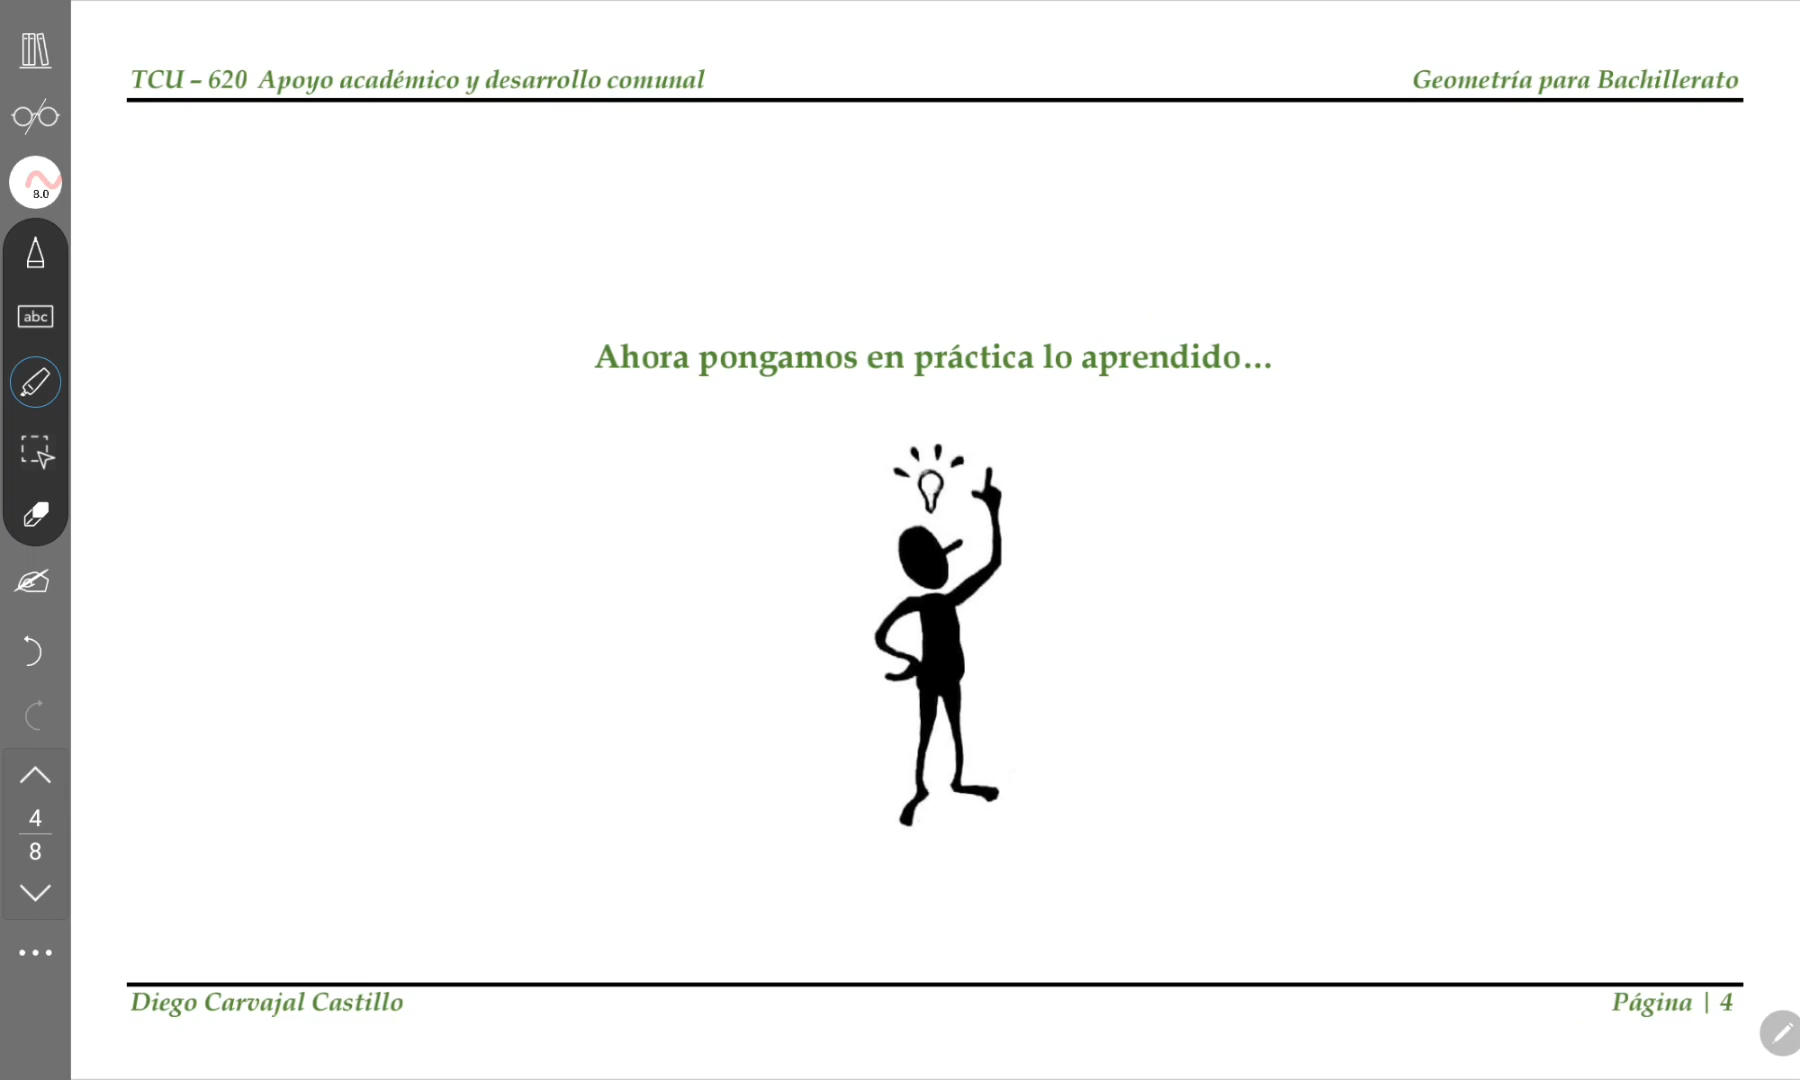 TCU – 620 Apoyo académico y desarrollo comunal
Geometría para Bachillerato
8.0
abc
Ahora pongamos en práctica lo aprendido…
4
8
Diego Carvajal Castillo
Página | 4